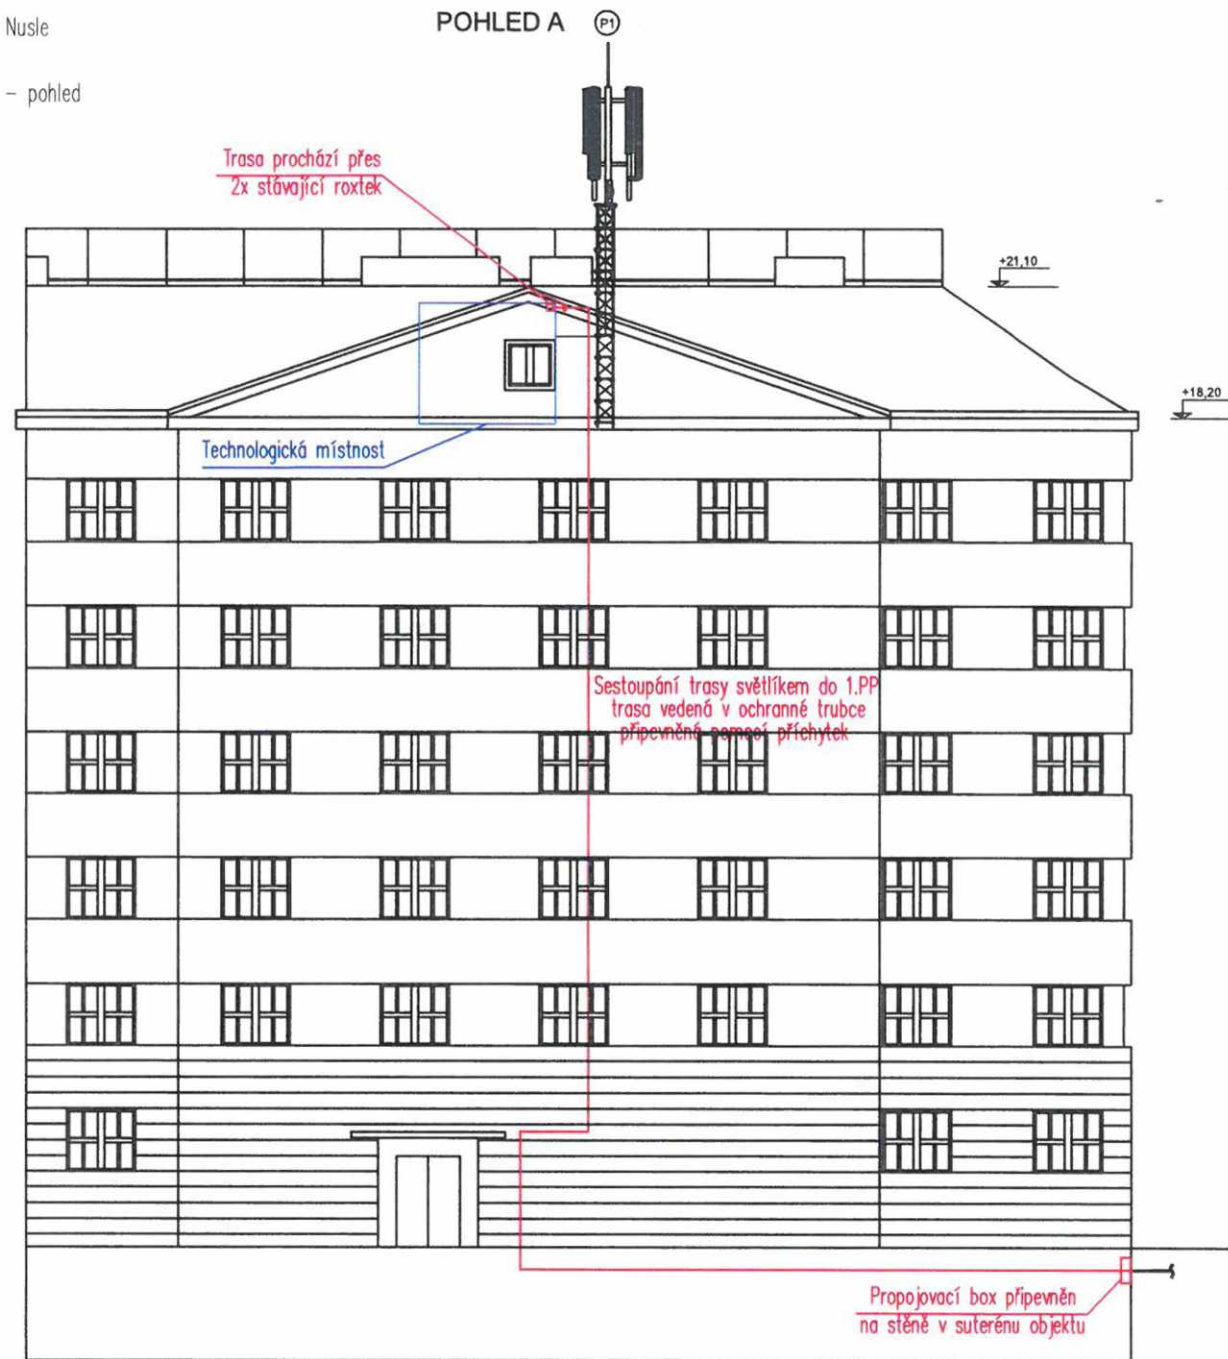 Nusle
POHLED A
P1
- pohled
Trasa prochází přes
2x stávající roxtek
+21,10
+18,20
Technologická místnost
Sestoupání trasy světlíkem do 1.PP
trasa vedená v ochranné trubce
připevněná pomocí příchytek
Propojovací box připevněn
na stěně v suterénu objektu